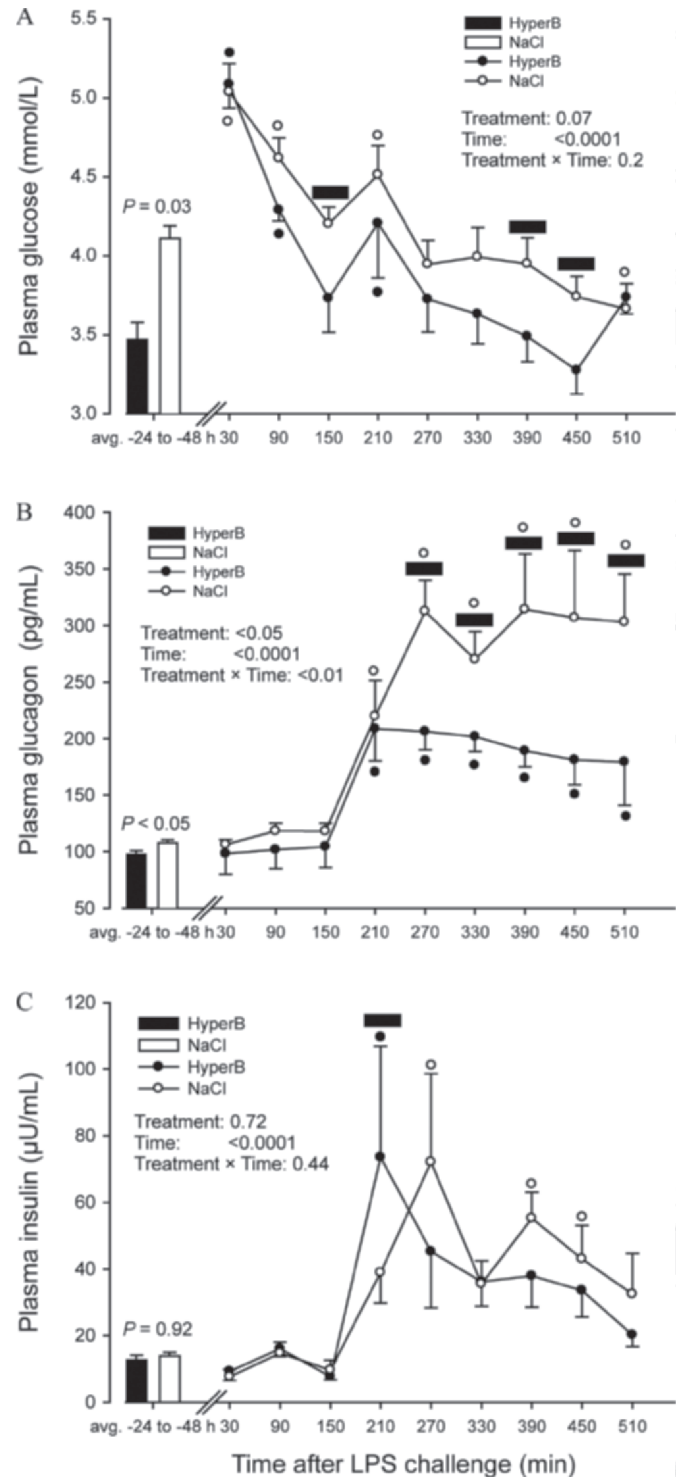 A
Plasma glucose (mmol/L)
5.5
5.0
4.5
4.0
3.5
3.0
HyperB
NaCl
HyperB
NaCl
Treatment: 0.07
Time: <0.0001
Treatment × Time: 0.2
P = 0.03
avg. -24 to -48 h 30 90 150 210 270 330 390 450 510
B
Plasma glucagon (pg/mL)
400
350
300
250
200
150
100
50
HyperB
NaCl
HyperB
NaCl
Treatment: <0.05
Time: <0.0001
Treatment × Time: <0.01
P < 0.05
avg. -24 to -48 h 30 90 150 210 270 330 390 450 510
C
Plasma insulin (µU/mL)
120
100
80
60
40
20
0
HyperB
NaCl
HyperB
NaCl
Treatment: 0.72
Time: <0.0001
Treatment × Time: 0.44
P = 0.92
avg. -24 to -48 h 30 90 150 210 270 330 390 450 510
Time after LPS challenge (min)